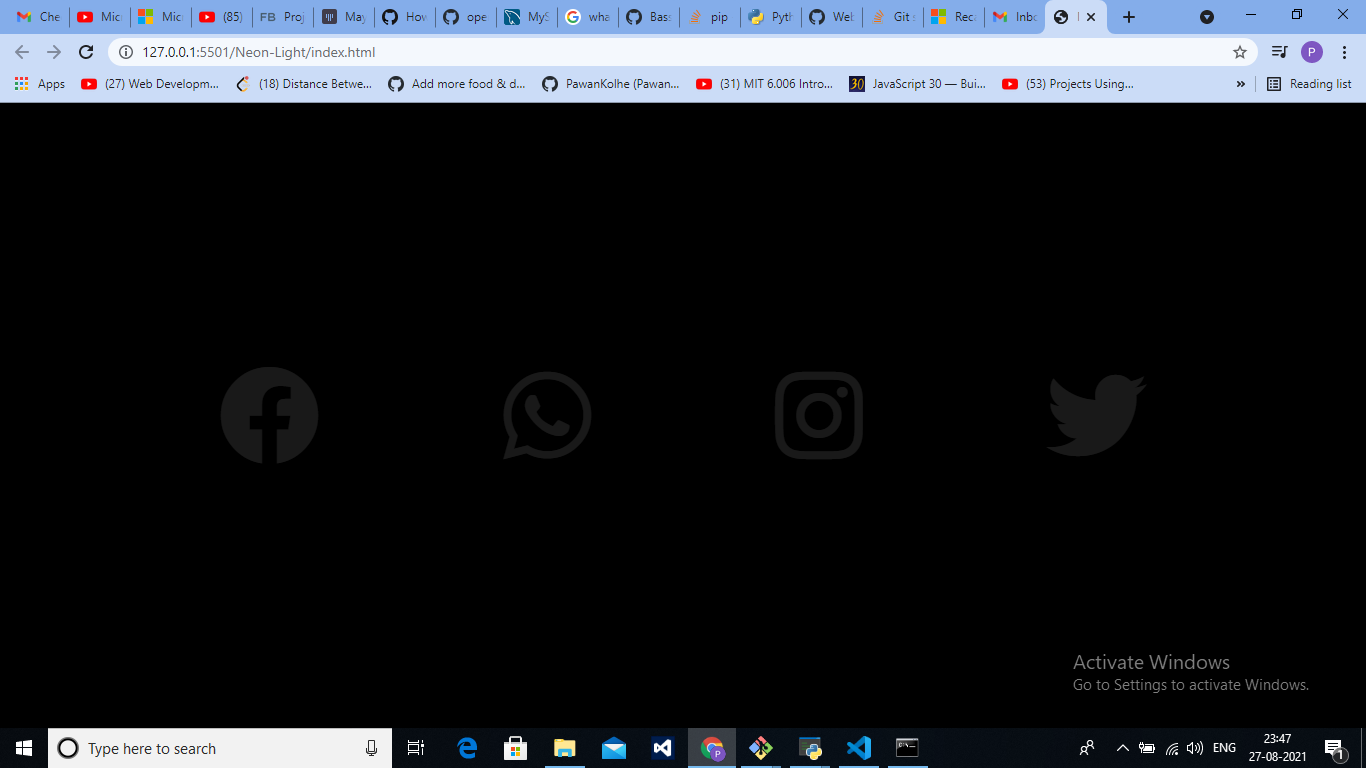 Che
Mic
Mic
(85)
FB Proj
May
How
ope
MyS
wha
Bass
pip
Pyth
Web
Git s
Rec
Inbo
127.0.0.1:5501/Neon-Light/index.html
P
Apps
(27) Web Developm...
(18) Distance Betwe...
Add more food & d...
PawanKolhe (Pawan...
(31) MIT 6.006 Intro...
30
JavaScript 30 — Bui...
(53) Projects Using...
»
Reading list
Activate Windows
Go to Settings to activate Windows.
Type here to search
P
ENG
23:47
27-08-2021
1